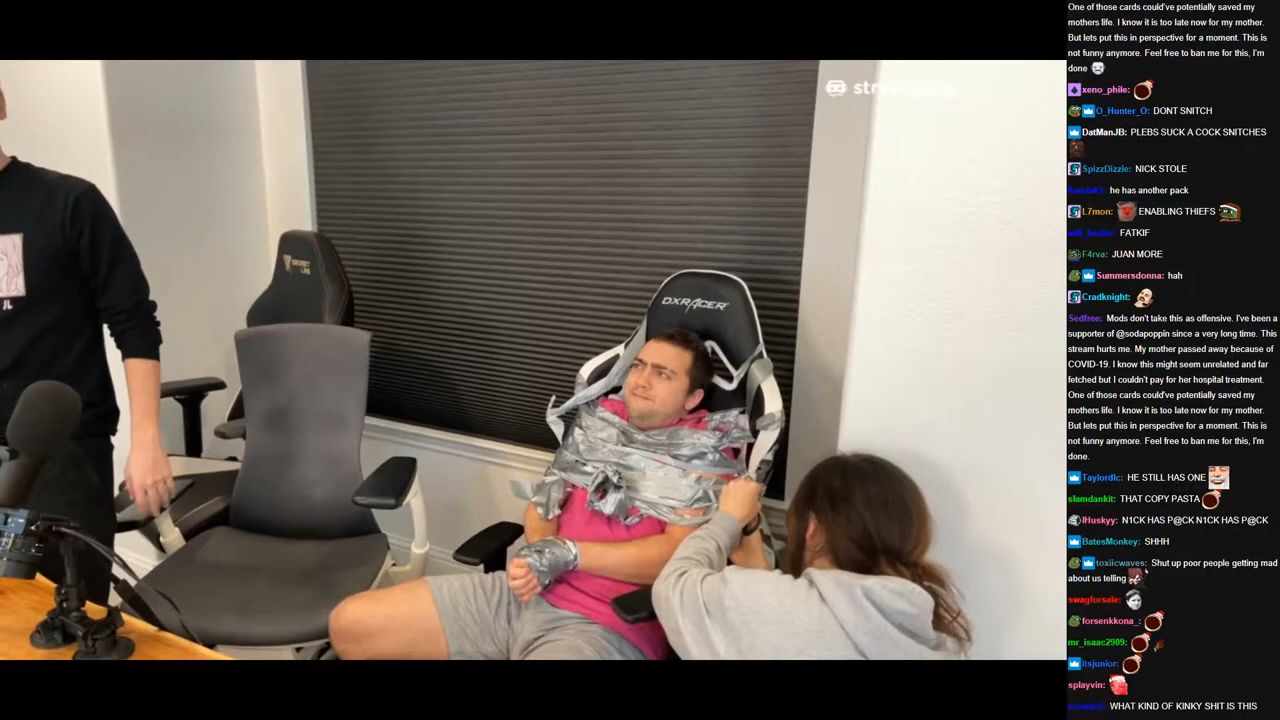 SECRET
LAB
DXRACER
JL
One of those cards could've potentially saved my
mothers life. I know it is too late now for my mother.
But lets put this in perspective for a moment. This is
not funny anymore. Feel free to ban me for this, I'm
done
xeno_phile:
O_Hunter_O: DONT SNITCH
DatManJB: PLEBS SUCK A COCK SNITCHES
SpizzDizzle: NICK STOLE
he has another pack
L7mon: ENABLING THIEFS
FATKIF
F4rva: JUAN MORE
Summersdonna: hah
Cradknight:
Sedfree: Mods don't take this as offensive. I've been a
supporter of @sodapoppin since a very long time. This
stream hurts me. My mother passed away because of
COVID-19. I know this might seem unrelated and far
fetched but I couldn't pay for her hospltal treatment.
One of those cards could've potentially saved my
mothers life. I know it is too late now for my mother.
But lets put this in perspective for a moment. This is
not funny anymore. Feel free to ban me for this, I'm
done.
Taylordlc: HE STILL HAS ONE
slamdankit: THAT COPY PASTA
IHuskyy: N1CK HAS P@CK N1CK HAS P@CK
BatesMonkey: SHHH
toxiicwaves: Shut up poor people getting mad
about us telling
swagforsale:
forsenkkona_:
mr_isaac2909:
itsjunior:
splayvin:
WHAT KIND OF KINKY SHIT IS THIS